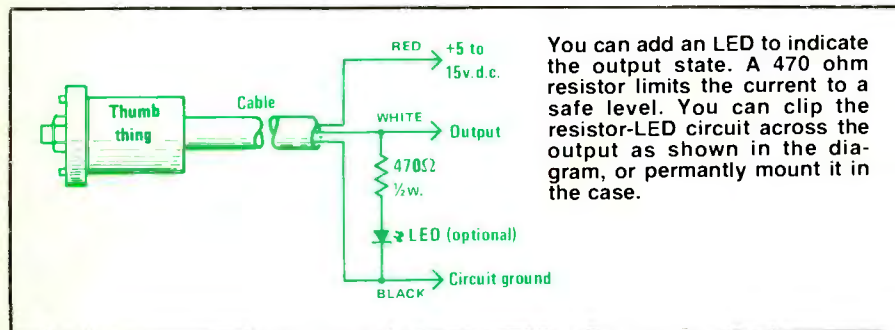 RED
+5 to
15v.d.c.
Thumb
thing
Cable
WHITE
Output
470Ω
½w.
LED (optional)
Circuit ground
BLACK
You can add an LED to indicate
the output state. A 470 ohm
resistor limits the current to a
safe level. You can clip the
resistor-LED circuit across the
output as shown in the dia-
gram, or permantly mount it in
the case.